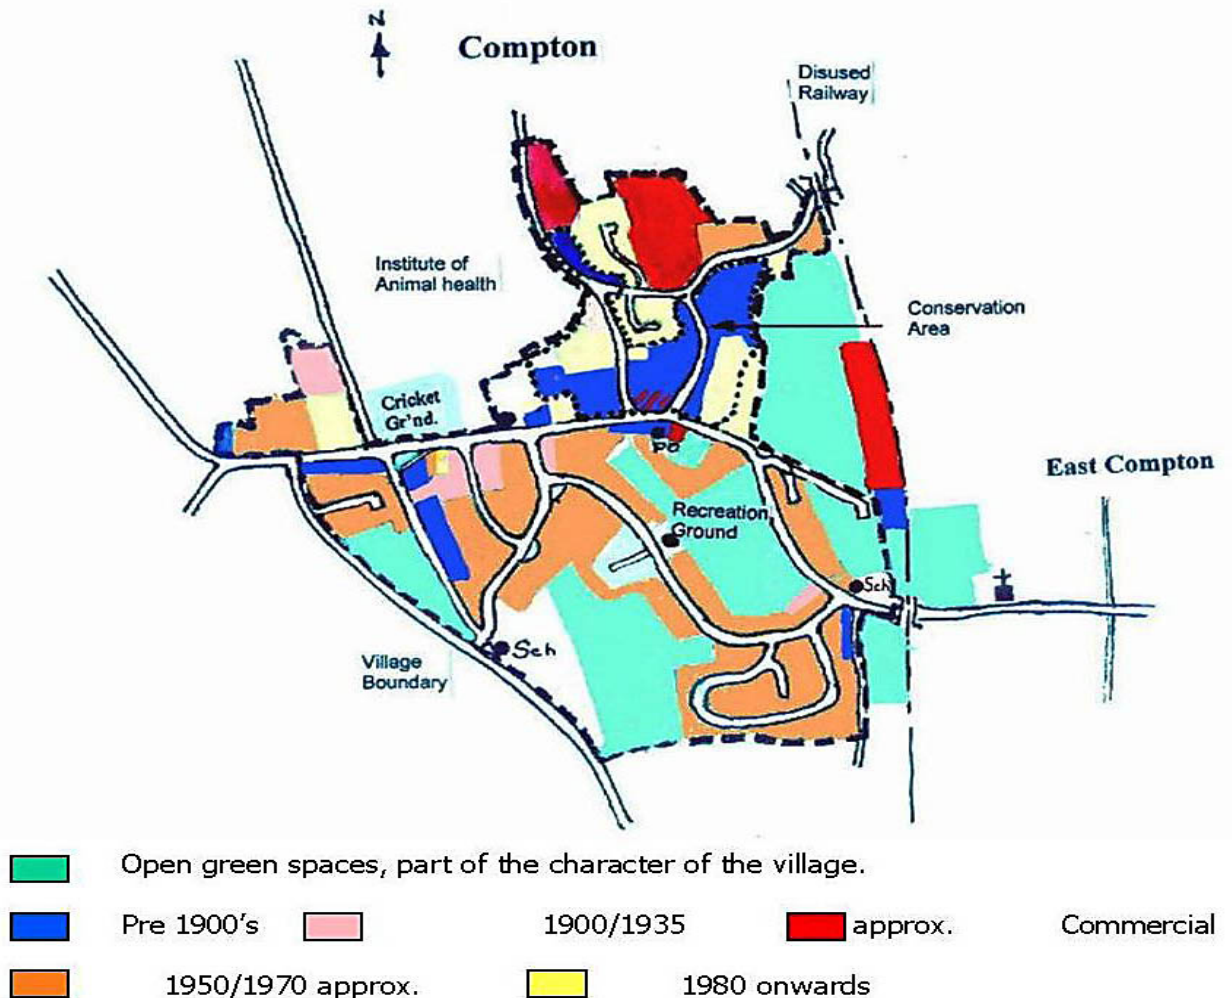 N
Compton
Disused
Railway
Institute of
Animal health
Conservation
Area
Cricket
Gr'nd.
PO
East Compton
Recreation
Ground
Sch
Sch
Village
Boundary
Open green spaces, part of the character of the village.
Pre 1900's 1900/1935 approx. Commercial
1950/1970 approx. 1980 onwards